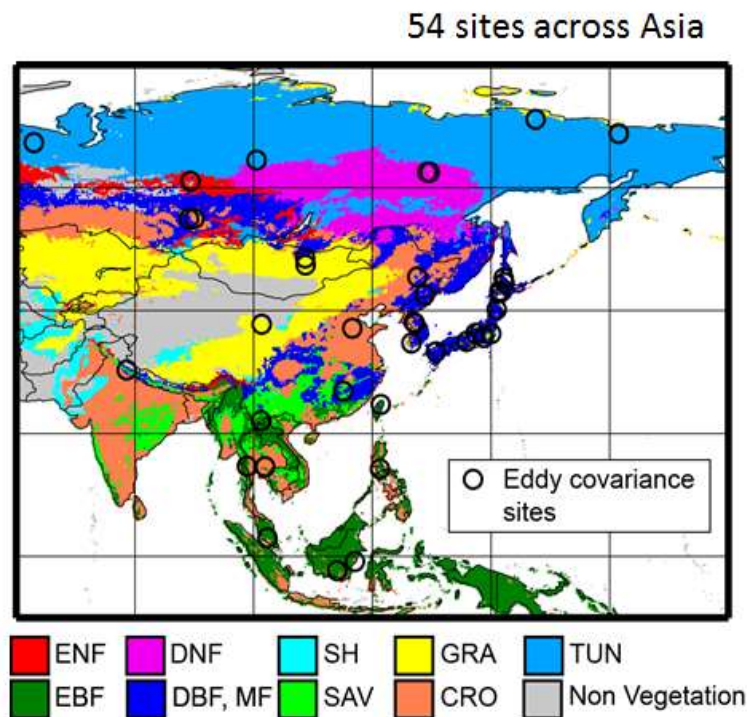 54 sites across Asia
Eddy covariance
sites
ENF DNF SH GRA TUN
EBF DBF, MF SAV CRO Non Vegetation